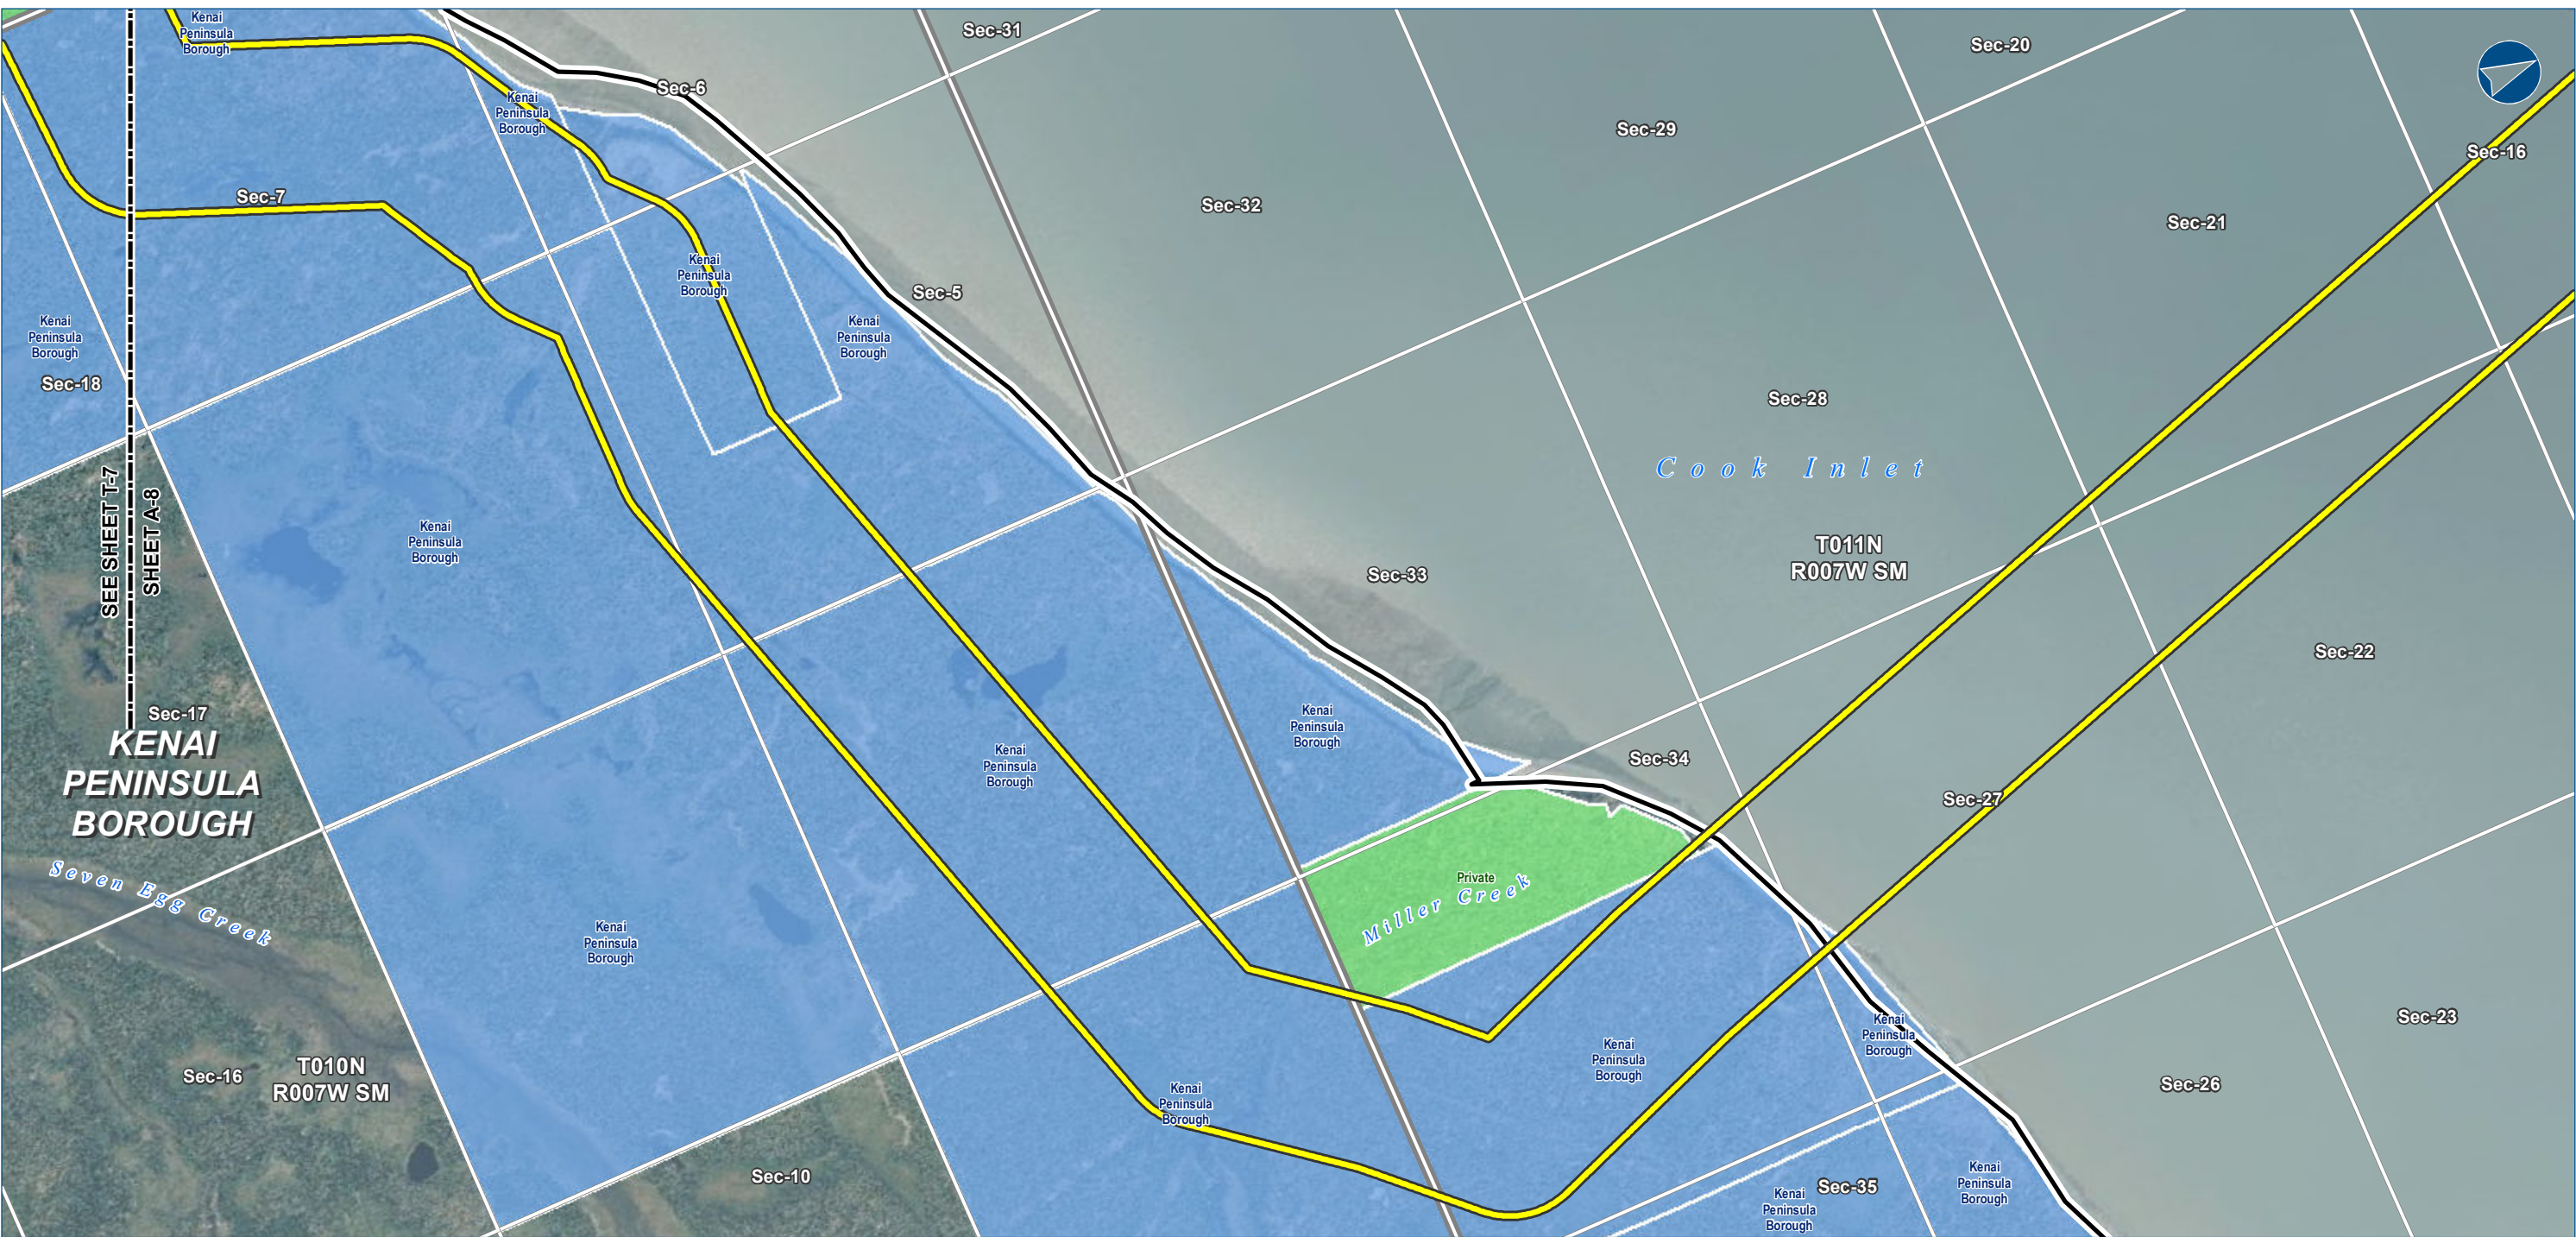 Kenai
Peninsula
Borough
Sec-31
Sec-20
Sec-6
Kenai
Peninsula
Borough
Sec-29
Sec-16
Sec-7
Sec-32
Sec-21
Kenai
Peninsula
Borough
Sec-5
Kenai
Peninsula
Borough
Kenai
Peninsula
Borough
Sec-18
Sec-28
Cook Inlet
SEE SHEET T-7
SHEET A-8
Kenai
Peninsula
Borough
T011N
R007W SM
Sec-33
Sec-22
Sec-17
KENAI
PENINSULA
BOROUGH
Kenai
Peninsula
Borough
Kenai
Peninsula
Borough
Sec-34
Sec-27
Seven Egg Creek
Private
Miller Creek
Kenai
Peninsula
Borough
Sec-23
Kenai
Peninsula
Borough
Kenai
Peninsula
Borough
Sec-16
T010N
R007W SM
Kenai
Peninsula
Borough
Sec-26
Sec-10
Sec-35
Kenai
Peninsula
Borough
Kenai
Peninsula
Borough